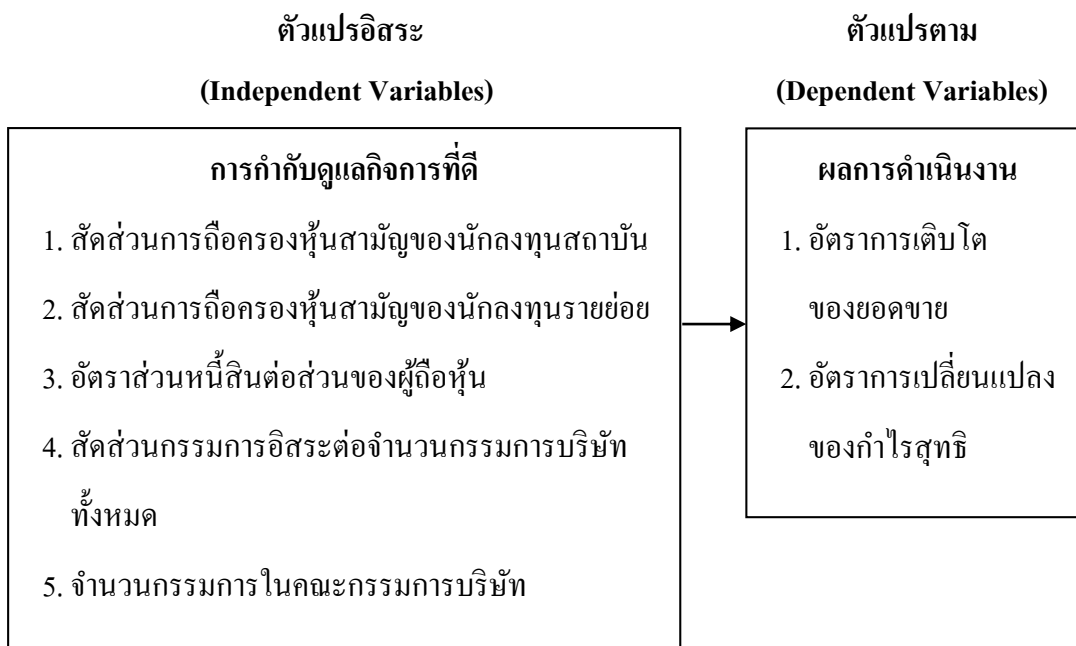 ตัวแปรอิสระ
(Independent Variables)
การกำกับดูแลกิจการที่ดี
1. สัดส่วนการถือครองหุ้นสามัญของนักลงทุนสถาบัน
2. สัดส่วนการถือครองหุ้นสามัญของนักลงทุนรายย่อย
3. อัตราส่วนหนี้สินต่อส่วนของผู้ถือหุ้น
4. สัดส่วนกรรมการอิสระต่อจำนวนกรรมการบริษัท
ทั้งหมด
5. จำนวนกรรมการในคณะกรรมการบริษัท
ตัวแปรตาม
(Dependent Variables)
ผลการดำเนินงาน
1. อัตราการเติบโต
ของยอดขาย
2. อัตราการเปลี่ยนแปลง
ของกำไรสุทธิ